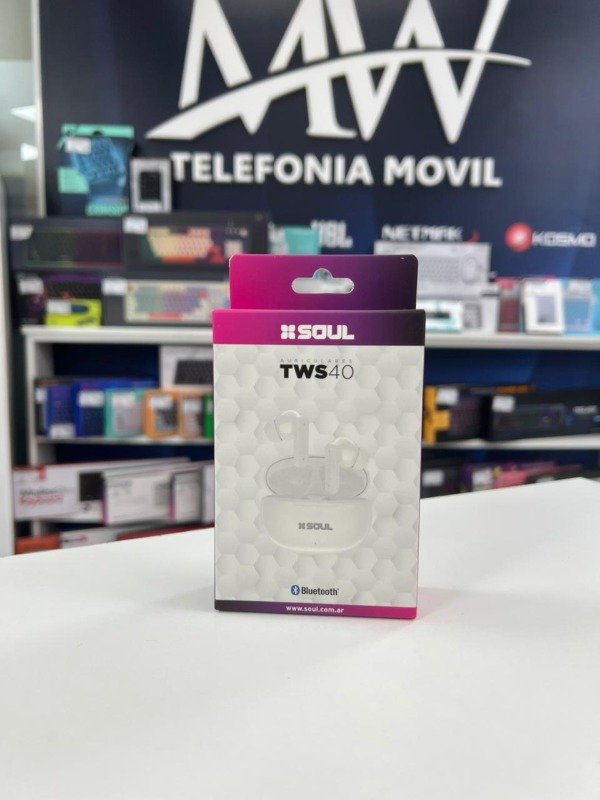 MW
TELEFONIA MOVIL
NETMAK
KOSMO
SOUL
AURICULARES
TWS40
SOUL
Bluetooth
www.soul.com.ar